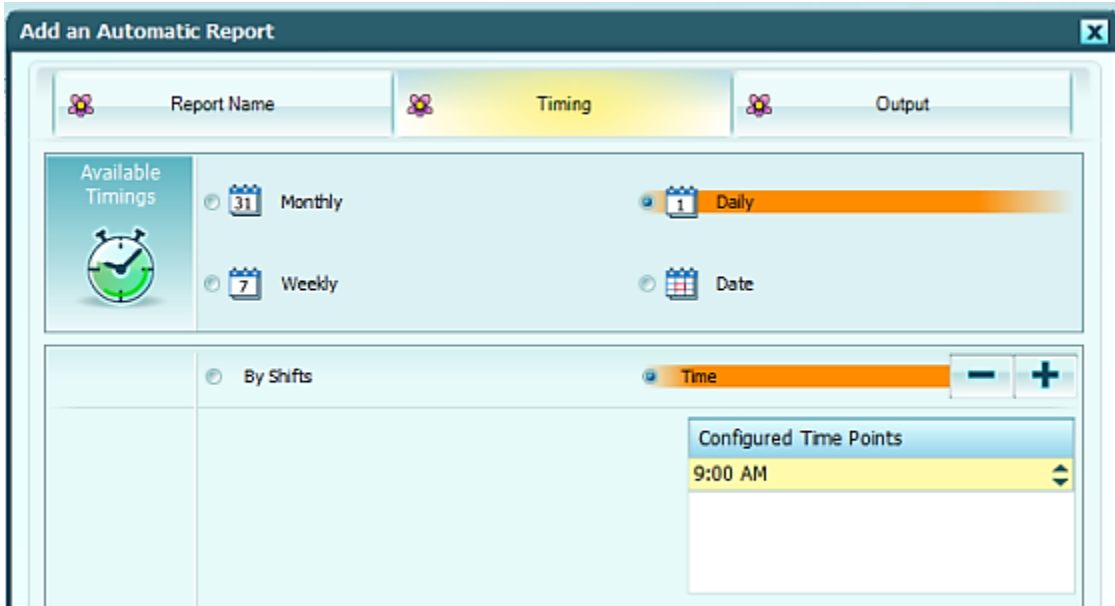 Add an Automatic Report
Report Name
Timing
Output
Available
Timings
31 Monthly
1 Daily
7 Weekly
Date
By Shifts
Time
Configured Time Points
9:00 AM